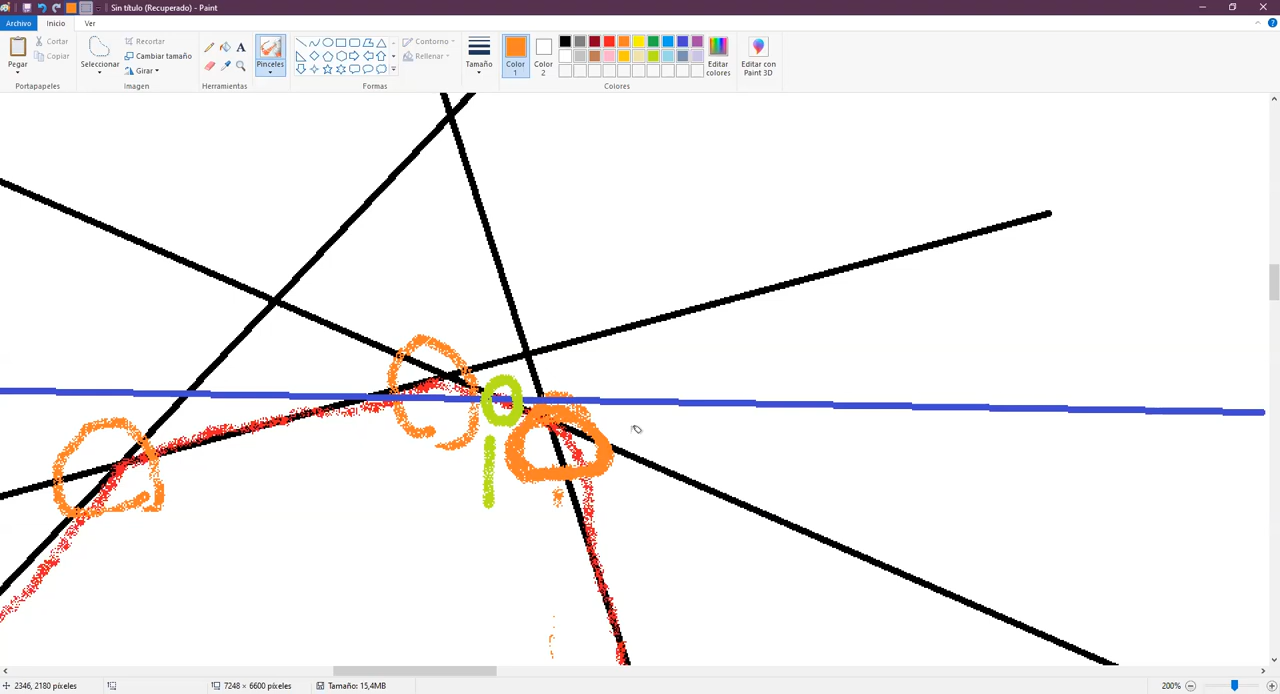 Sin título (Recuperado) - Paint
Archivo Inicio Ver
Pegar
Cortar
Copiar
Portapapeles
Seleccionar
Recortar
Cambiar tamaño
Girar
Imagen
A
Herramientas
Pinceles
Contorno
Rellenar
Formas
Tamaño
Color
1
Color
2
Editar
colores
Colores
Editar con
Paint 3D
2346, 2180 píxeles
7248 × 6600 píxeles
Tamaño: 15,4MB
200%